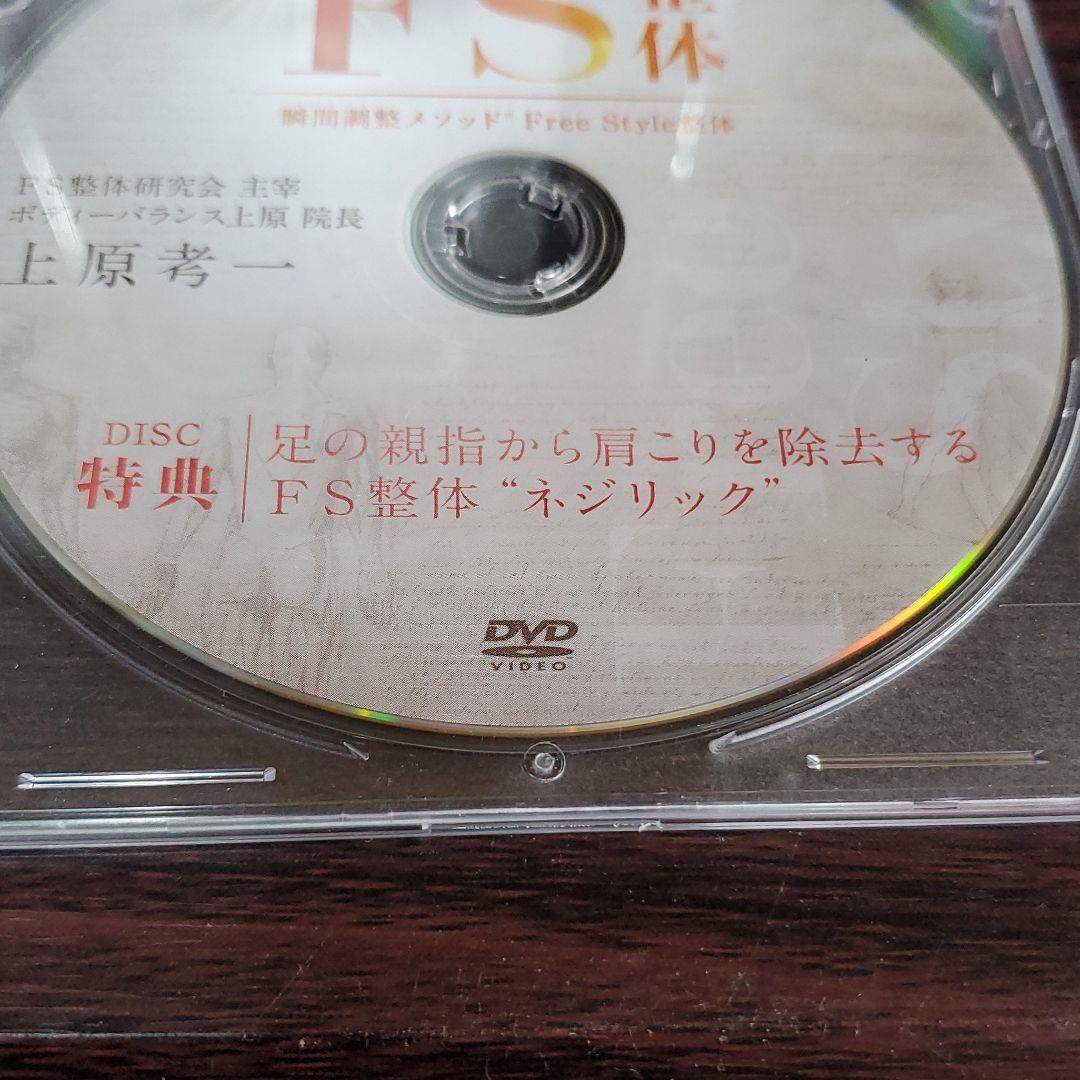 FS整体
瞬間調整メソッド® Free Style整体
FS整体研究会 主宰
ボディーバランス上原 院長
上原考一
DISC
特典
足の親指から肩こりを除去する
FS整体 “ネジリック”
DVD
VIDEO